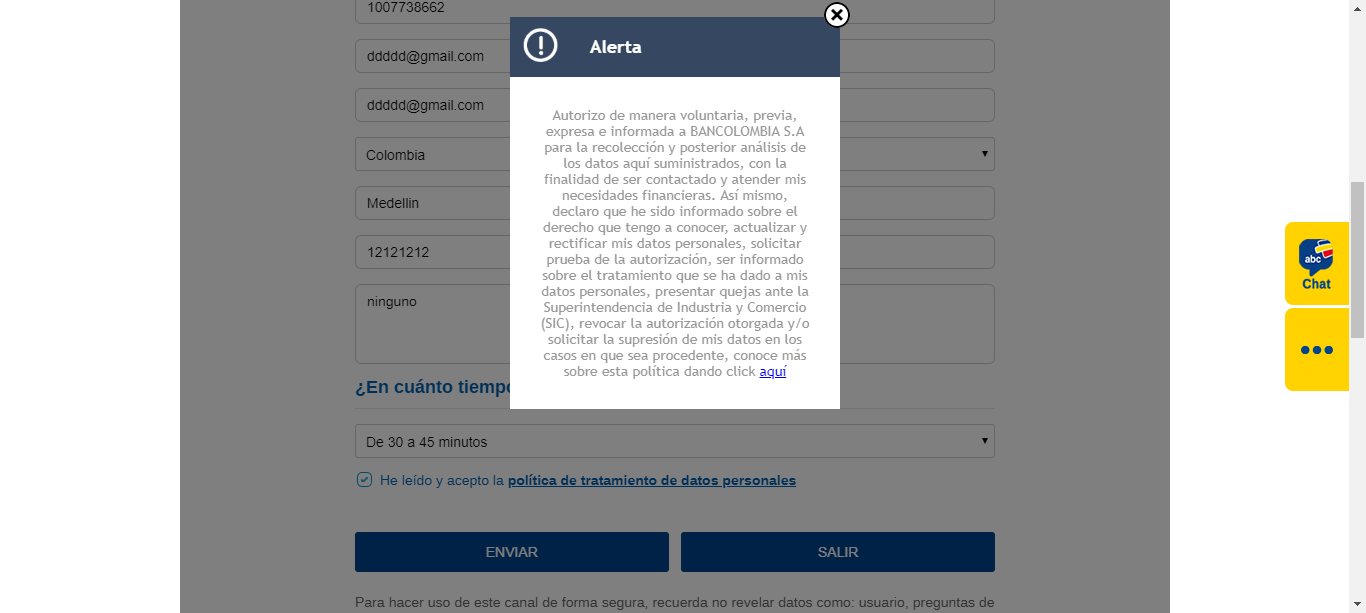 1007738662
Alerta
ddddd@gmail.com
ddddd@gmail.com
Autorizo de manera voluntaria, previa,
expresa e informada a BANCOLOMBIA S.A
para la recolección y posterior análisis de
los datos aquí suministrados, con la
finalidad de ser contactado y atender mis
necesidades financieras. Así mismo,
declaro que he sido informado sobre el
derecho que tengo a conocer, actualizar y
rectificar mis datos personales, solicitar
prueba de la autorización, ser informado
sobre el tratamiento que se ha dado a mis
datos personales, presentar quejas ante la
Superintendencia de Industria y Comercio
(SIC), revocar la autorización otorgada y/o
solicitar la supresión de mis datos en los
casos en que sea procedente, conoce más
sobre esta política dando click aquí
Colombia
Medellin
12121212
ninguno
¿En cuánto tiempo
De 30 a 45 minutos
He leído y acepto la política de tratamiento de datos personales
ENVIAR
SALIR
Para hacer uso de este canal de forma segura, recuerda no revelar datos como: usuario, preguntas de
abc
Chat